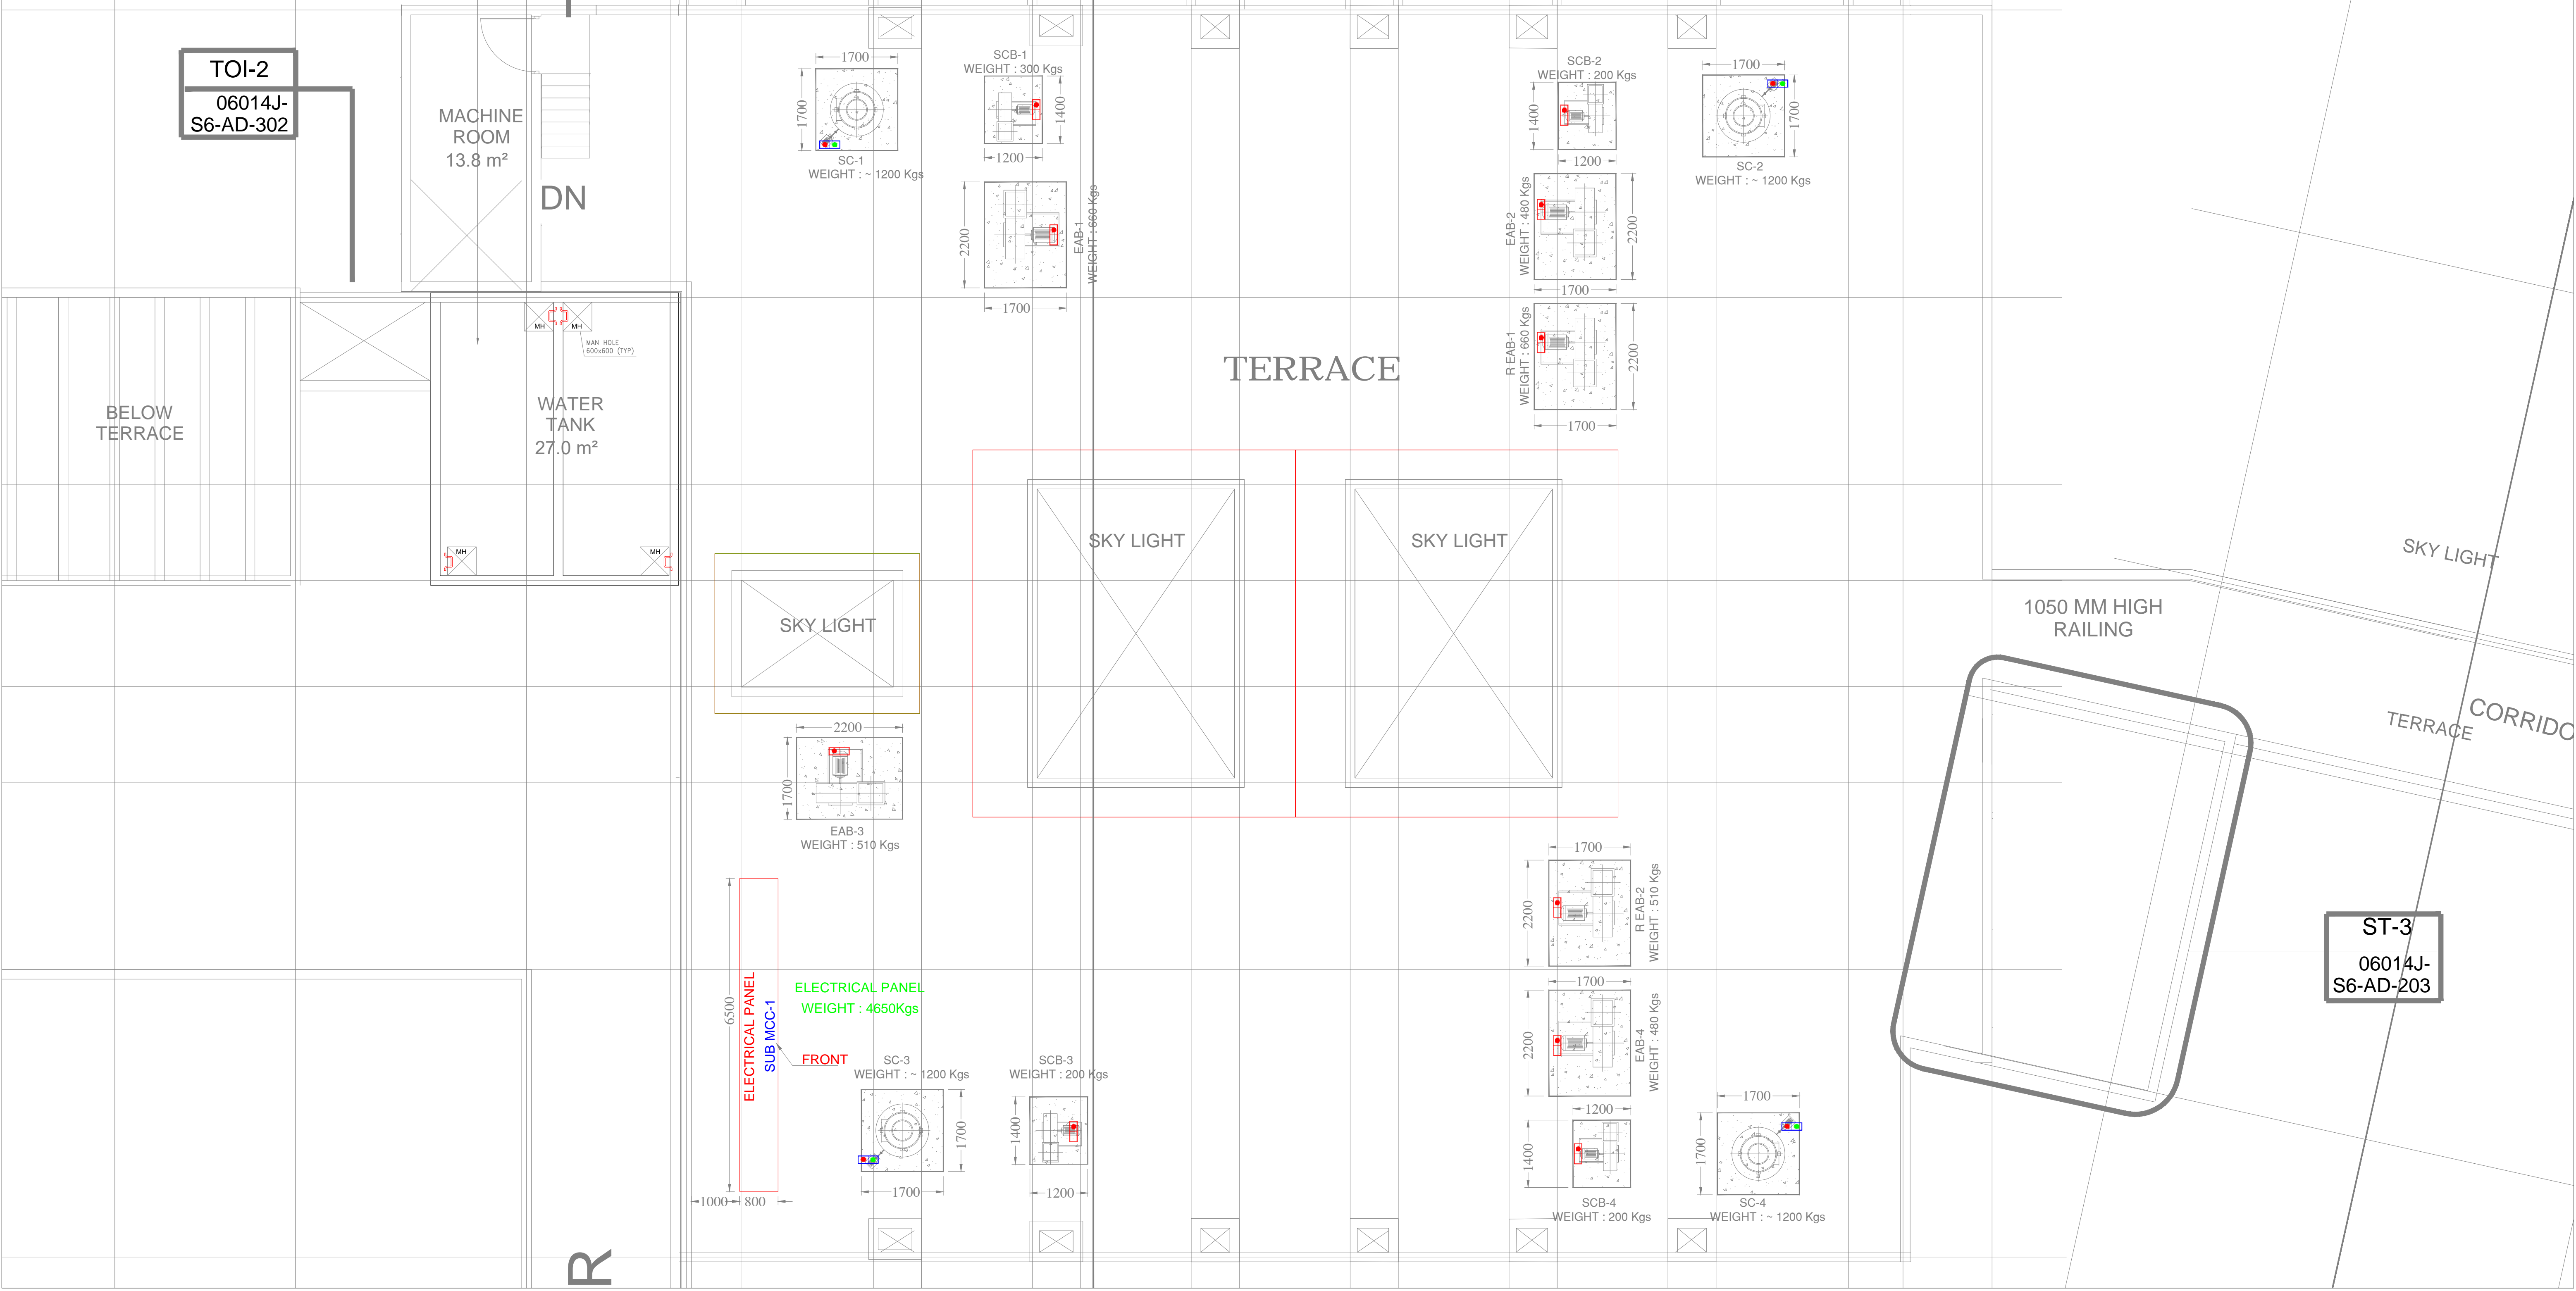 TOI-2
06014J-
S6-AD-302
MACHINE
ROOM
13.8 m²
DN
1700
1700
SC-1
WEIGHT : ~ 1200 Kgs
SCB-1
WEIGHT : 300 Kgs
1400
1200
2200
1700
EAB-1
WEIGHT : 660 Kgs
SCB-2
WEIGHT : 200 Kgs
1400
1200
1700
1700
SC-2
WEIGHT : ~ 1200 Kgs
EAB-2
WEIGHT : 480 Kgs
2200
1700
R EAB-1
WEIGHT : 660 Kgs
2200
1700
MH
MH
MAN HOLE
600x600 (TYP)
TERRACE
BELOW
TERRACE
WATER
TANK
27.0 m²
MH
MH
SKY LIGHT
SKY LIGHT
SKY LIGHT
SKY LIGHT
1050 MM HIGH
RAILING
TERRACE
CORRIDO
2200
1700
EAB-3
WEIGHT : 510 Kgs
1700
2200
R EAB-2
WEIGHT : 510 Kgs
ST-3
06014J-
S6-AD-203
6500
ELECTRICAL PANEL
SUB MCC-1
ELECTRICAL PANEL
WEIGHT : 4650Kgs
FRONT
1000
800
SC-3
WEIGHT : ~ 1200 Kgs
1700
1700
SCB-3
WEIGHT : 200 Kgs
1400
1200
1700
2200
EAB-4
WEIGHT : 480 Kgs
1200
1400
SCB-4
WEIGHT : 200 Kgs
1700
1700
SC-4
WEIGHT : ~ 1200 Kgs
R